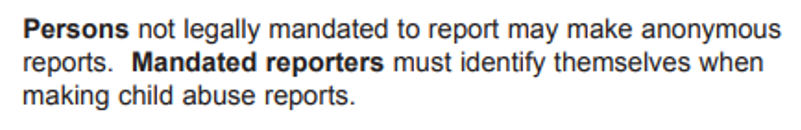 Persons not legally mandated to report may make anonymous
reports.  Mandated reporters must identify themselves when
making child abuse reports.